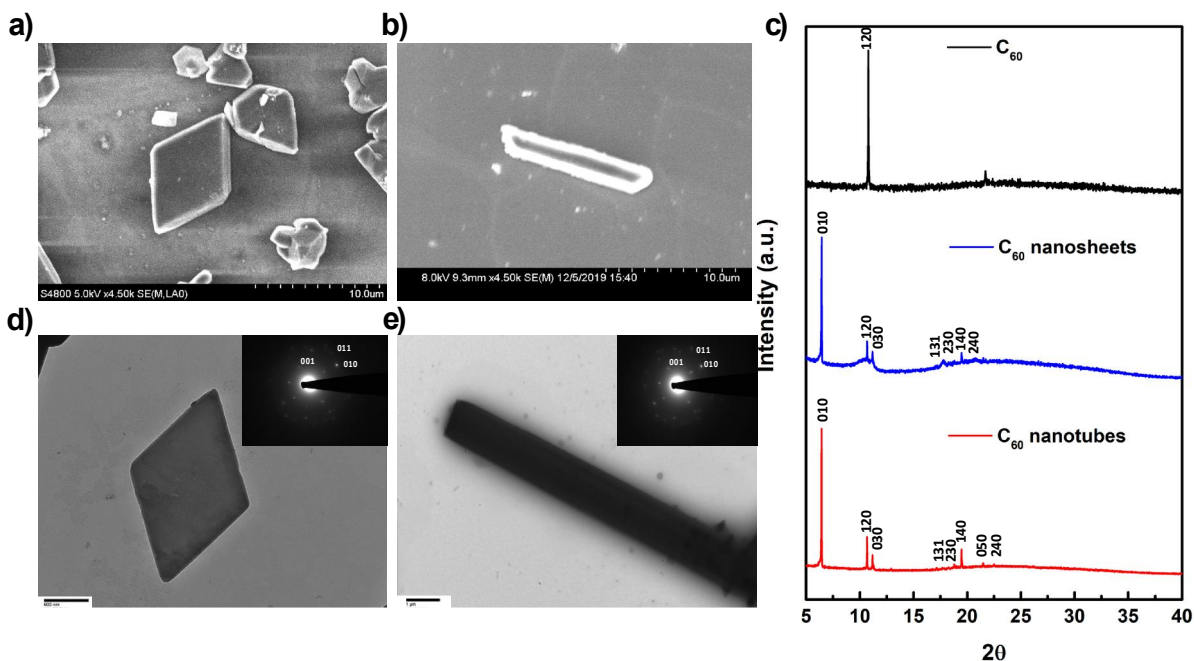 a)
b)
c)
S4800 5.0kV x4.50k SE(M,LA0) 10.0um
8.0kV 9.3mm x4.50k SE(M) 12/5/2019 15:40 10.0um
d)
e)
011
001
010
500 nm
011
001
010
1 µm
Intensity (a.u.)
120
C₆₀
010
C₆₀ nanosheets
120
030
131
230
140
240
010
C₆₀ nanotubes
120
030
131
230
140
050
240
5 10 15 20 25 30 35 40
2θ